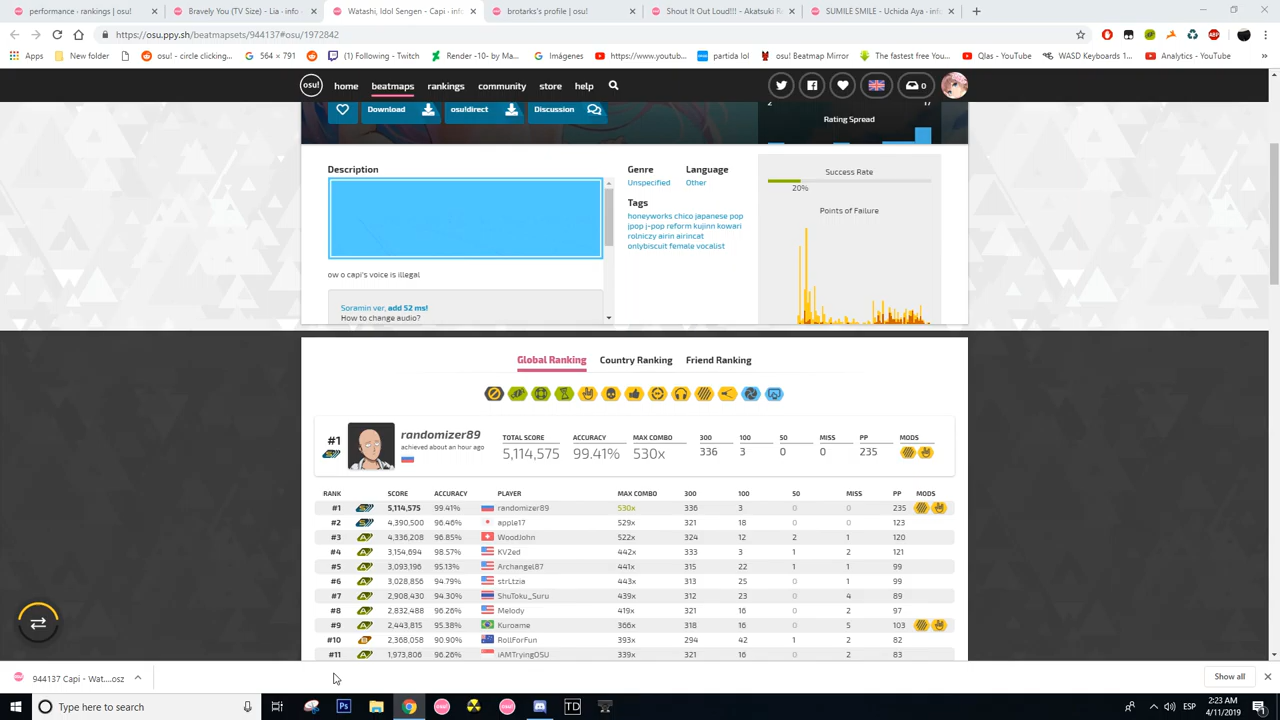 performance · rankings | osu!
Bravely You (TV Size) - Lia · info
Watashi, Idol Sengen - Capi · info
brotarks's profile | osu!
Shout It Out Loud!!! - Akatsuki R
SUMILE SMILE - Uchida Aya · info
https://osu.ppy.sh/beatmapsets/944137#osu/1972842
Apps
New folder
osu! - circle clicking...
564 × 791
(1) Following - Twitch
Render -10- by Ma...
Imágenes
https://www.youtub...
partida lol
osu! Beatmap Mirror
The fastest free You...
Qlas - YouTube
WASD Keyboards 1...
Analytics - YouTube
»
osu!
home
beatmaps
rankings
community
store
help
0
Download
osu!direct
Discussion
2
17
Rating Spread
Description
Genre
Unspecified
Language
Other
Tags
honeyworks chico japanese pop
jpop j-pop reform kujinn kowari
rolniczy airin airincat
onlybiscuit female vocalist
Success Rate
20%
Points of Failure
ow o capi's voice is illegal
Soramin ver, add 52 ms!
How to change audio?
Global Ranking
Country Ranking
Friend Ranking
#1
randomizer89
achieved about an hour ago
TOTAL SCORE
5,114,575
ACCURACY
99.41%
MAX COMBO
530x
300
336
100
3
50
0
MISS
0
PP
235
MODS
RANK SCORE ACCURACY PLAYER MAX COMBO 300 100 50 MISS PP MODS
#1 5,114,575 99.41% randomizer89 530x 336 3 0 0 235
#2 4,390,500 96.46% apple17 529x 321 18 0 0 123
#3 4,336,208 96.85% WoodJohn 522x 324 12 2 1 120
#4 3,154,694 98.57% KV2ed 442x 333 3 1 2 121
#5 3,093,196 95.13% Archangel87 441x 315 22 1 1 99
#6 3,028,856 94.79% strLtzia 443x 313 25 0 1 99
#7 2,908,430 94.30% ShuToku_Suru 439x 312 23 0 4 89
#8 2,832,488 96.26% Melody 419x 321 16 0 2 97
#9 2,443,815 95.38% Kuroame 366x 318 16 0 5 103
#10 2,368,058 90.90% RollForFun 393x 294 42 1 2 82
#11 1,973,806 96.26% iAMTryingOSU 339x 321 16 0 2 83
944137 Capi - Wat....osz
Show all
Type here to search
Ps
osu!
osu!
TD
ESP
2:23 AM
4/11/2019
1